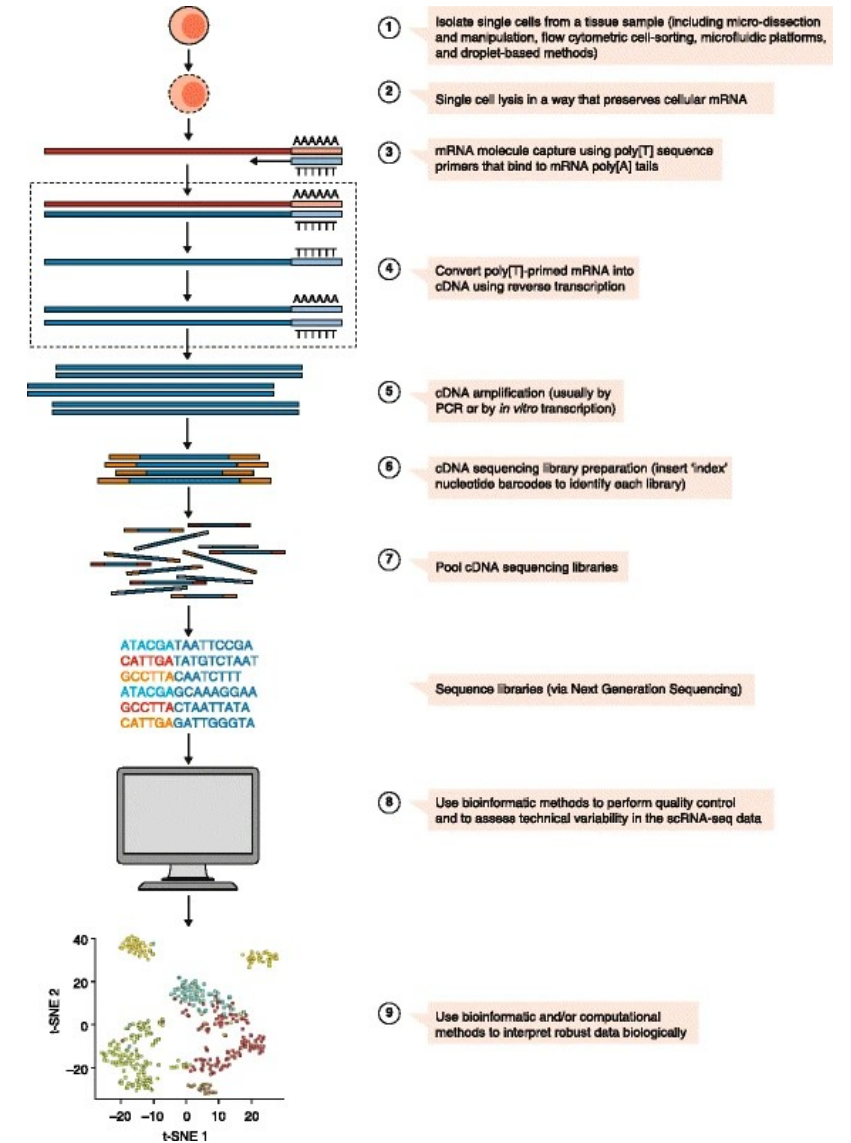 1
Isolate single cells from a tissue sample (including micro-dissection
and manipulation, flow cytometric cell-sorting, microfluidic platforms,
and droplet-based methods)
2
Single cell lysis in a way that preserves cellular mRNA
AAAAAA
TTTTTT
3
mRNA molecule capture using poly[T] sequence
primers that bind to mRNA poly[A] tails
AAAAAA
TTTTTT
TTTTTT
4
Convert poly[T]-primed mRNA into
cDNA using reverse transcription
AAAAAA
TTTTTT
5
cDNA amplification (usually by
PCR or by in vitro transcription)
6
cDNA sequencing library preparation (insert 'index'
nucleotide barcodes to identify each library)
7
Pool cDNA sequencing libraries
ATACGATAATTCCGA
CATTGATATGTCTAAT
GCCTTACAATCTTT
ATACGAGCAAAGGAA
GCCTTACTAATTATA
CATTGAGATTGGGTA
Sequence libraries (via Next Generation Sequencing)
8
Use bioinformatic methods to perform quality control
and to assess technical variability in the scRNA-seq data
9
Use bioinformatic and/or computational
methods to interpret robust data biologically
40
20
0
−20
t-SNE 2
−20 −10 0 10 20
t-SNE 1